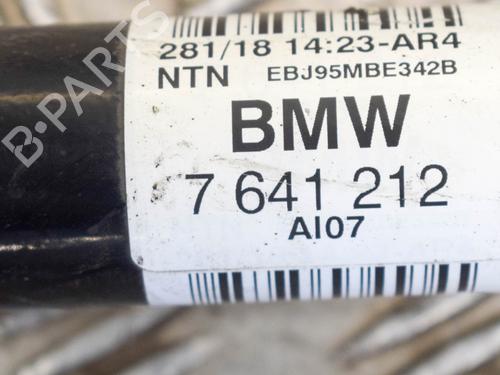 281/18 14:23-AR4
NTN EBJ95MBE342B
BMW
7 641 212
AI07
B-PARTS